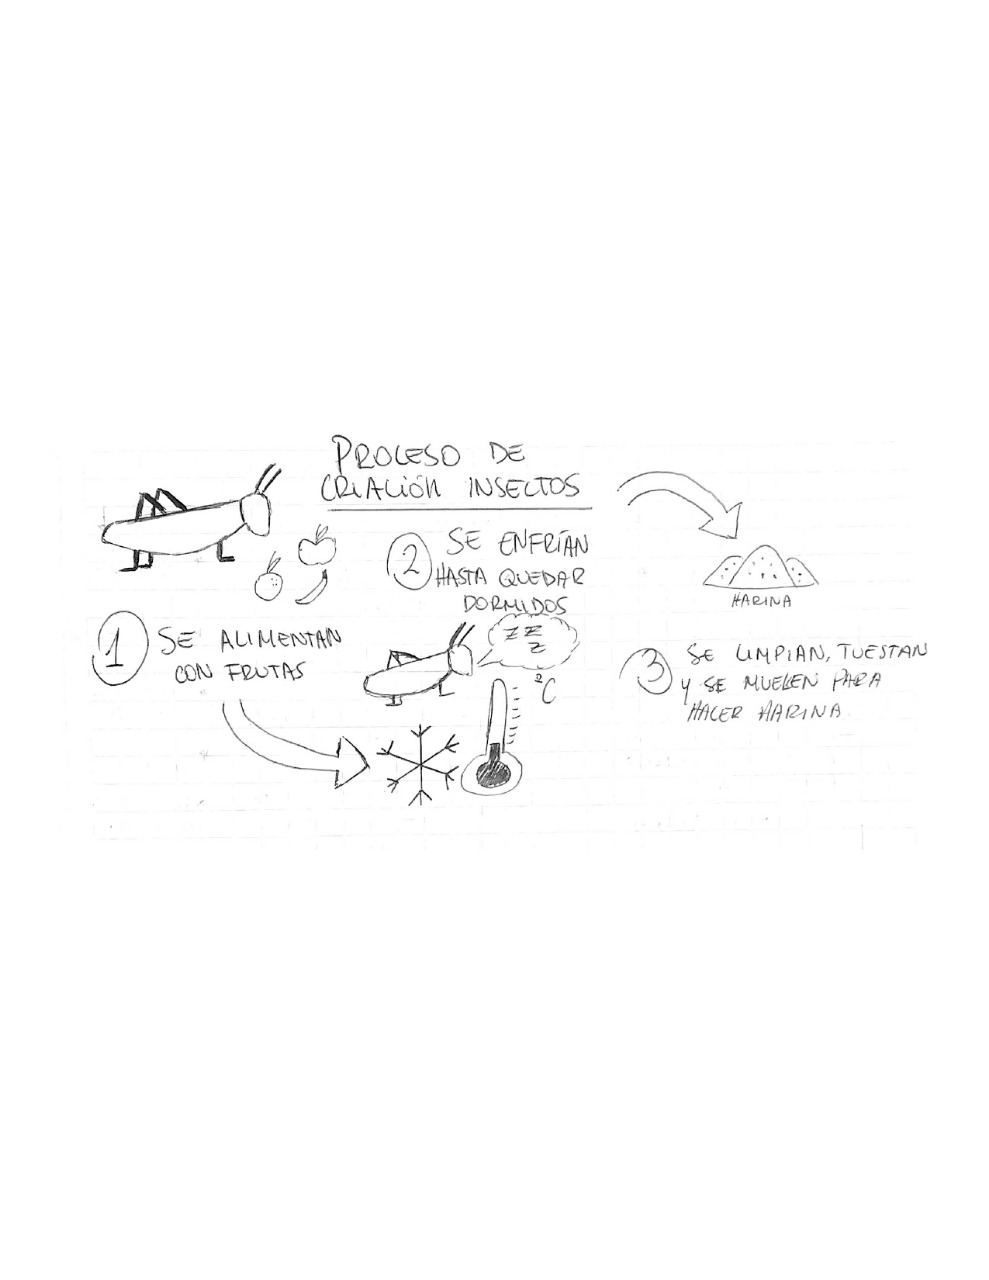 PROCESO DE
CRIACIÓN INSECTOS
1 SE ALIMENTAN
CON FRUTAS
2 SE ENFRÍAN
HASTA QUEDAR
DORMIDOS
ZZ
Z
°C
HARINA
3 SE LIMPIAN, TUESTAN
Y SE MUELEN PARA
HACER HARINA.